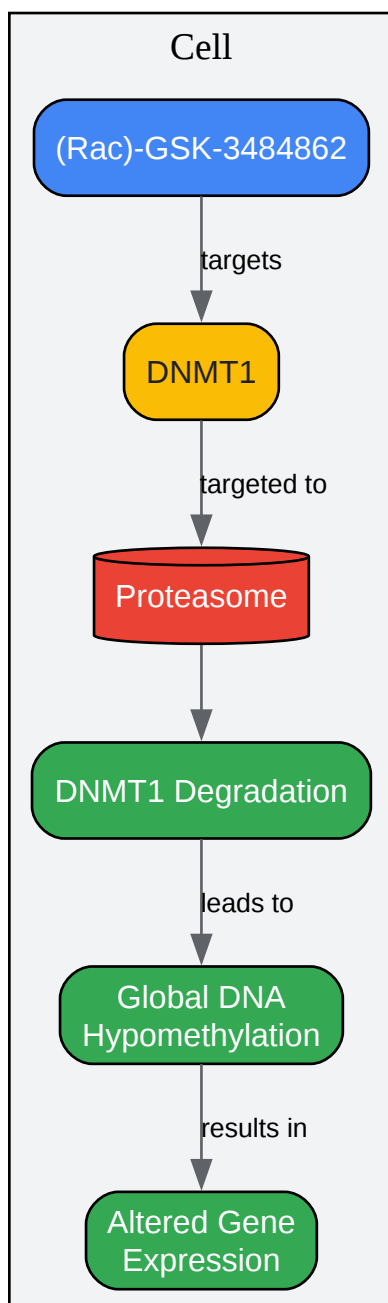 Cell
(Rac)-GSK-3484862
targets
DNMT1
targeted to
Proteasome
DNMT1 Degradation
leads to
Global DNA
Hypomethylation
results in
Altered Gene
Expression